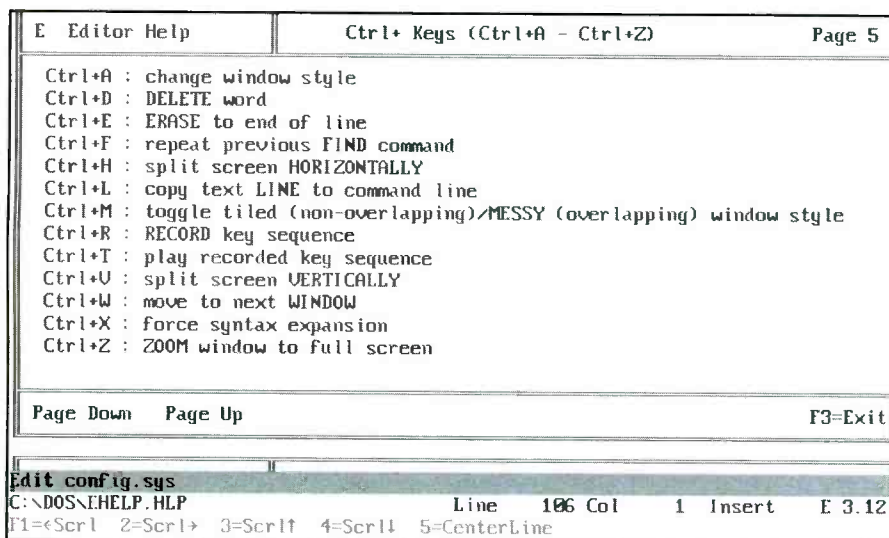 E Editor Help Ctrl+ Keys (Ctrl+A - Ctrl+Z) Page 5
Ctrl+A : change window style
Ctrl+D : DELETE word
Ctrl+E : ERASE to end of line
Ctrl+F : repeat previous FIND command
Ctrl+H : split screen HORIZONTALLY
Ctrl+L : copy text LINE to command line
Ctrl+M : toggle tiled (non-overlapping)/MESSY (overlapping) window style
Ctrl+R : RECORD key sequence
Ctrl+T : play recorded key sequence
Ctrl+V : split screen VERTICALLY
Ctrl+W : move to next WINDOW
Ctrl+X : force syntax expansion
Ctrl+Z : ZOOM window to full screen
Page Down Page Up F3=Exit
Edit config.sys
C:\DOS\EHELP.HLP Line 106 Col 1 Insert E 3.12
F1=←Scrl 2=Scrl→ 3=Scrl↑ 4=Scrl↓ 5=CenterLine